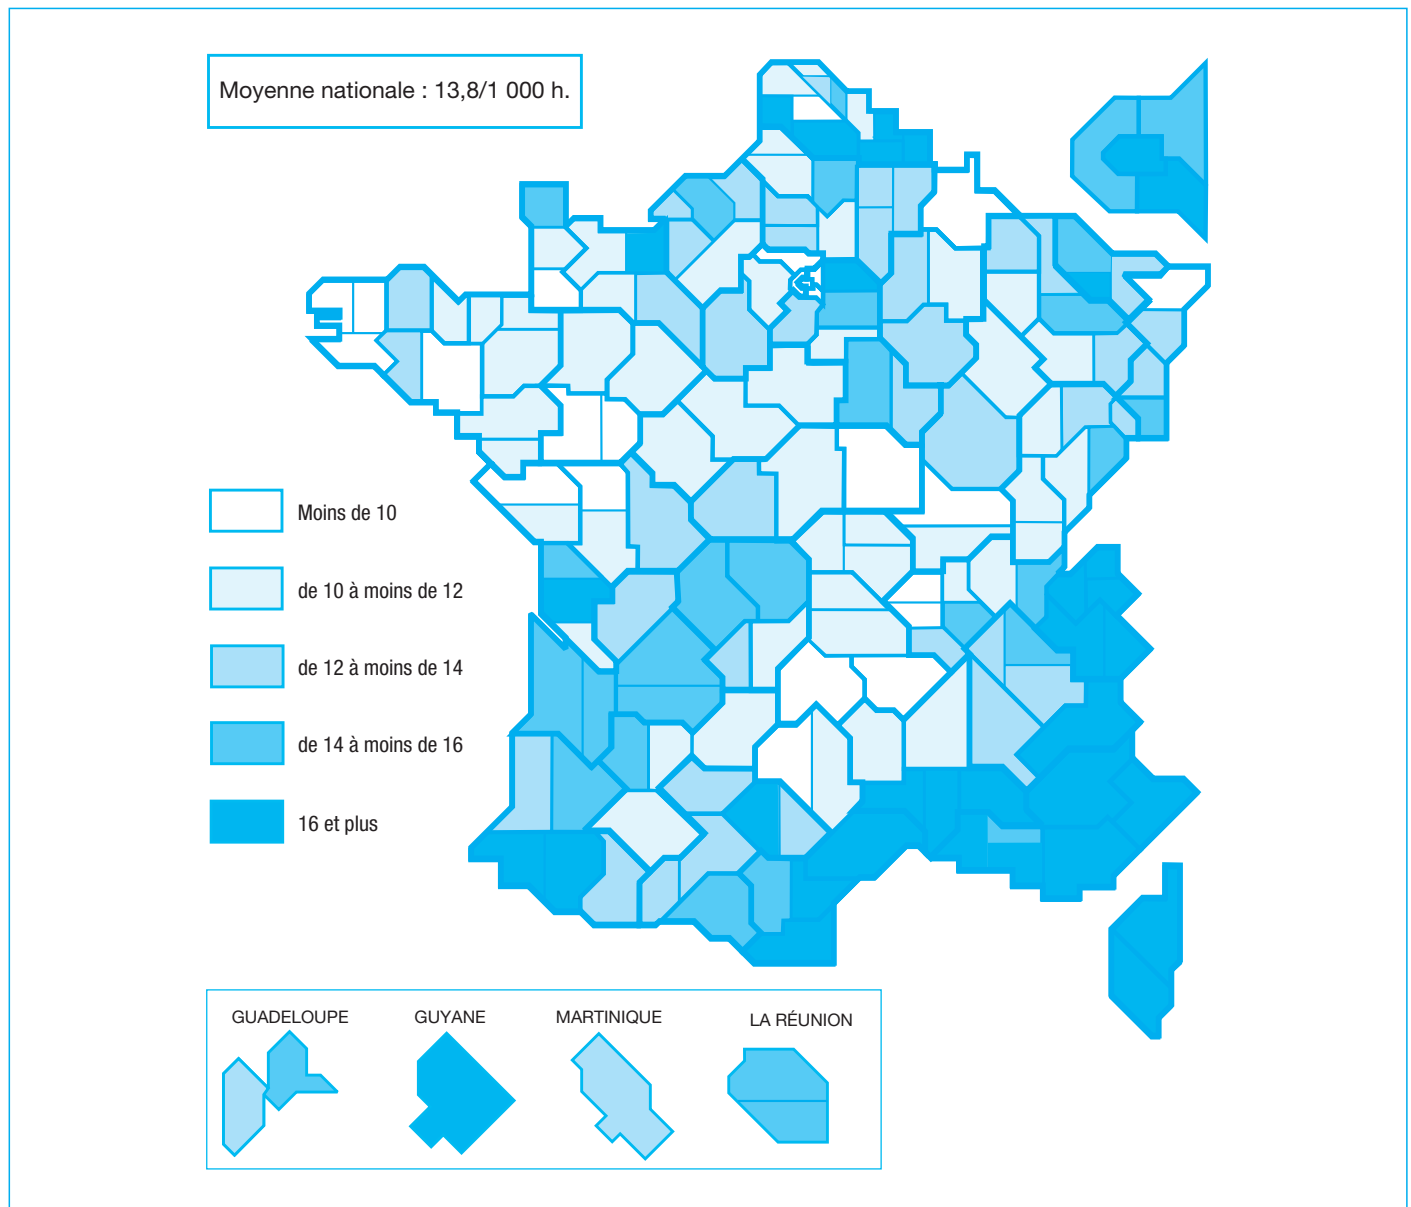 Moyenne nationale : 13,8/1 000 h.
Moins de 10
de 10 à moins de 12
de 12 à moins de 14
de 14 à moins de 16
16 et plus
GUADELOUPE GUYANE MARTINIQUE LA RÉUNION